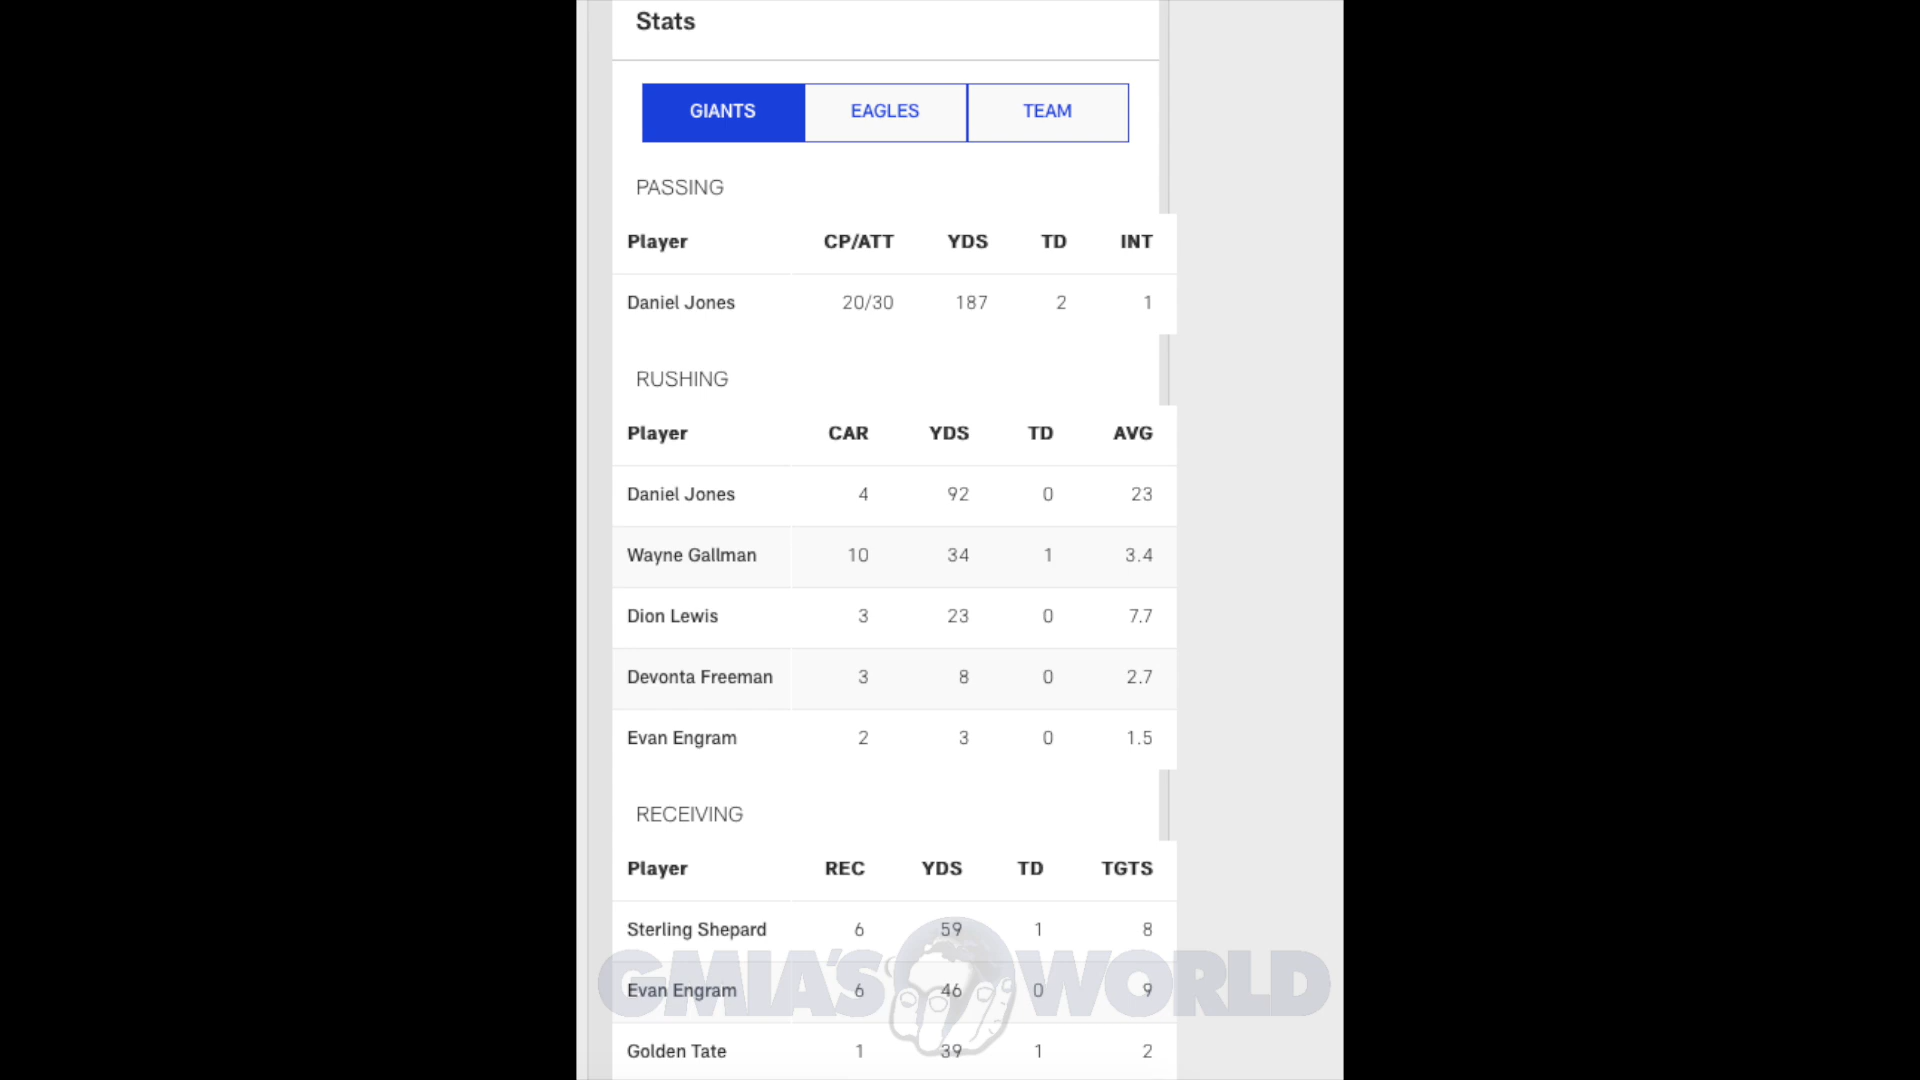 Stats
GIANTS EAGLES TEAM
PASSING
Player CP/ATT YDS TD INT
Daniel Jones 20/30 187 2 1
RUSHING
Player CAR YDS TD AVG
Daniel Jones 4 92 0 23
Wayne Gallman 10 34 1 3.4
Dion Lewis 3 23 0 7.7
Devonta Freeman 3 8 0 2.7
Evan Engram 2 3 0 1.5
RECEIVING
Player REC YDS TD TGTS
Sterling Shepard 6 59 1 8
GMIA'S WORLD
Evan Engram 6 46 0 9
Golden Tate 1 39 1 2